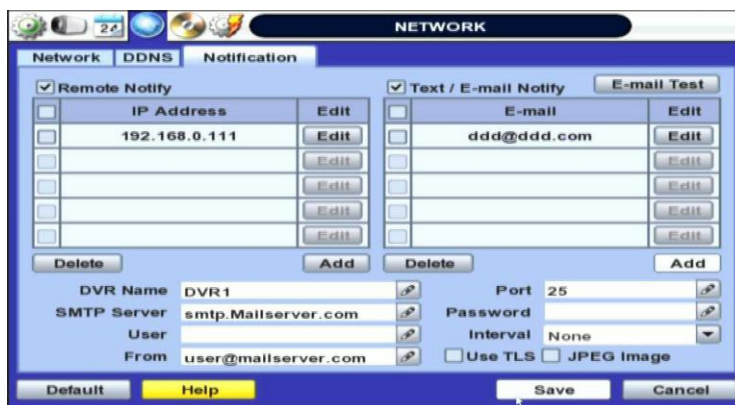 24
NETWORK
Network DDNS Notification
Remote Notify
IP Address Edit
192.168.0.111 Edit
Edit
Edit
Edit
Edit
Delete Add
Text / E-mail Notify E-mail Test
E-mail Edit
ddd@ddd.com Edit
Edit
Edit
Edit
Edit
Delete Add
DVR Name DVR1
SMTP Server smtp.Mailserver.com
User
From user@mailserver.com
Port 25
Password
Interval None
Use TLS JPEG Image
Default Help Save Cancel